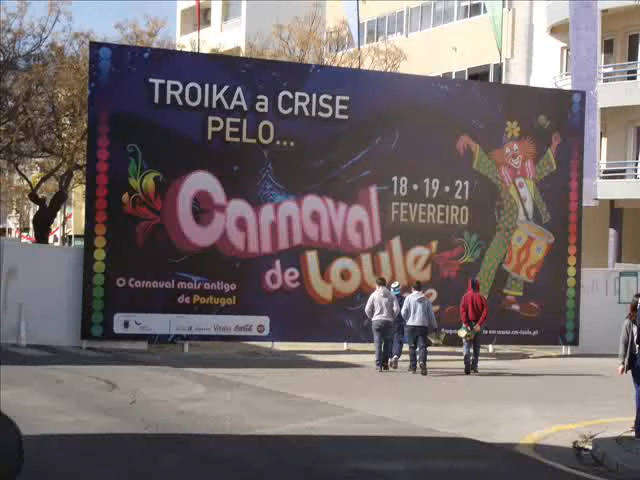 TROIKA a CRISE
PELO...
Carnaval
de Loulé
18 • 19 • 21
FEVEREIRO
O Carnaval mais antigo
de Portugal